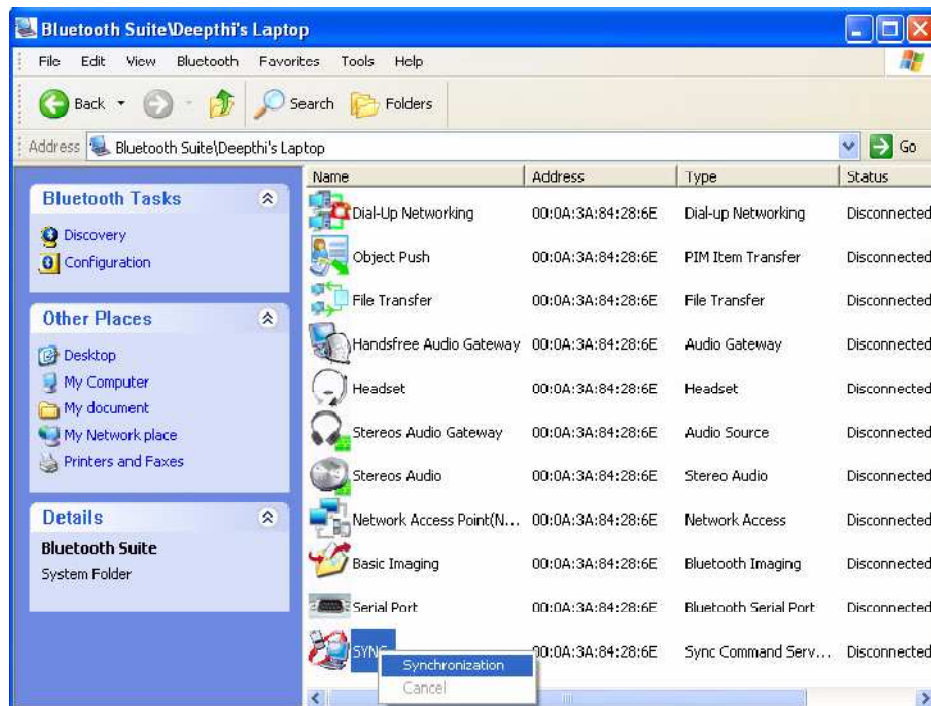 Bluetooth Suite\Deepthi's Laptop
File Edit View Bluetooth Favorites Tools Help
Back Search Folders
Address Bluetooth Suite\Deepthi's Laptop Go
Bluetooth Tasks
Discovery
Configuration
Other Places
Desktop
My Computer
My document
My Network place
Printers and Faxes
Details
Bluetooth Suite
System Folder
Name Address Type Status
Dial-Up Networking 00:0A:3A:84:28:6E Dial-up Networking Disconnected
Object Push 00:0A:3A:84:28:6E PIM Item Transfer Disconnected
File Transfer 00:0A:3A:84:28:6E File Transfer Disconnected
Handsfree Audio Gateway 00:0A:3A:84:28:6E Audio Gateway Disconnected
Headset 00:0A:3A:84:28:6E Headset Disconnected
Stereos Audio Gateway 00:0A:3A:84:28:6E Audio Source Disconnected
Stereos Audio 00:0A:3A:84:28:6E Stereo Audio Disconnected
Network Access Point(N... 00:0A:3A:84:28:6E Network Access Disconnected
Basic Imaging 00:0A:3A:84:28:6E Bluetooth Imaging Disconnected
Serial Port 00:0A:3A:84:28:6E Bluetooth Serial Port Disconnected
SYNC 00:0A:3A:84:28:6E Sync Command Serv... Disconnected
Synchronization
Cancel